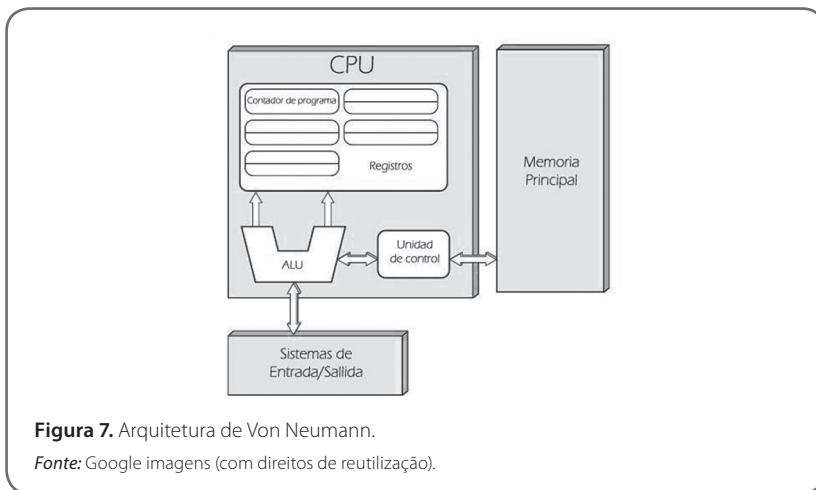 CPU
Contador de programa
Registros
ALU
Unidad
de control
Memoria
Principal
Sistemas de
Entrada/Sallida
Figura 7. Arquitetura de Von Neumann.
Fonte: Google imagens (com direitos de reutilização).